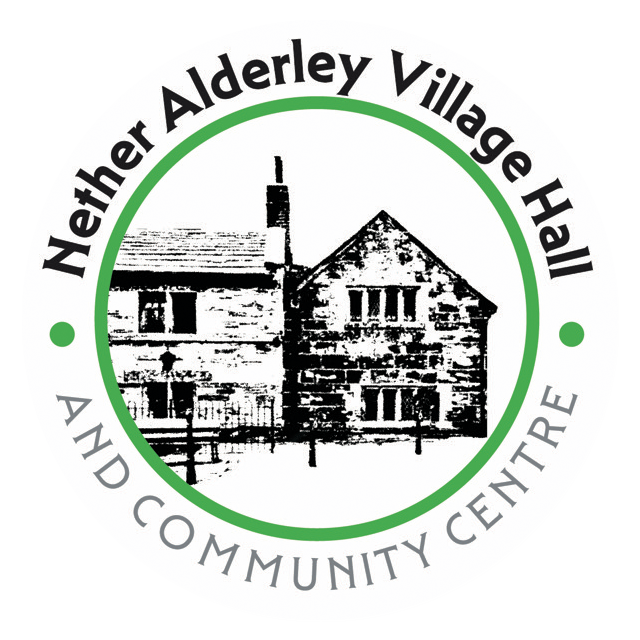 Nether Alderley Village Hall
AND COMMUNITY CENTRE